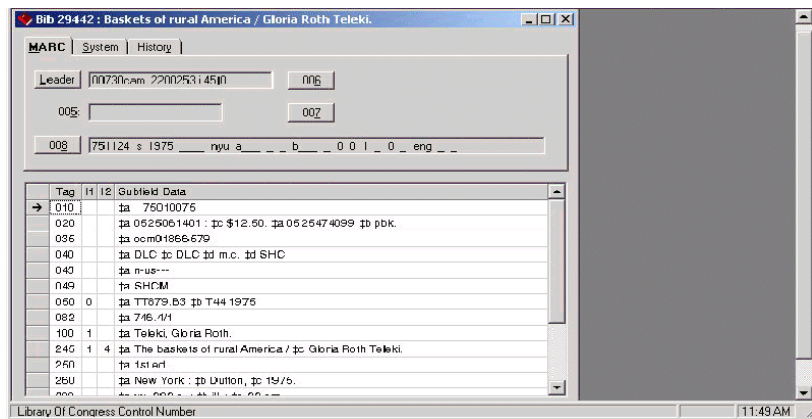 Bib 29442 : Baskets of rural America / Gloria Roth Teleki.
MARC System History
Leader 00730cam 2200253 i 4500 006
005: 007
008 751124 s 1975 ____ nyu a___ _ _ b___ _ 0 0 1 _ 0 _ eng _ _
Tag I1 I2 Subfield Data
010 ‡a 75010075
020 ‡a 0525061401 : ‡c $12.50. ‡a 0525474099 ‡b pbk.
035 ‡a ocm01866579
040 ‡a DLC ‡c DLC ‡d m.c. ‡d SHC
043 ‡a n-us---
049 ‡a SHCM
050 0 ‡a TT879.B3 ‡b T44 1975
082 ‡a 746.4/1
100 1 ‡a Teleki, Gloria Roth.
245 1 4 ‡a The baskets of rural America / ‡c Gloria Roth Teleki.
250 ‡a 1st ed.
260 ‡a New York : ‡b Dutton, ‡c 1975.
Library Of Congress Control Number 11:49 AM